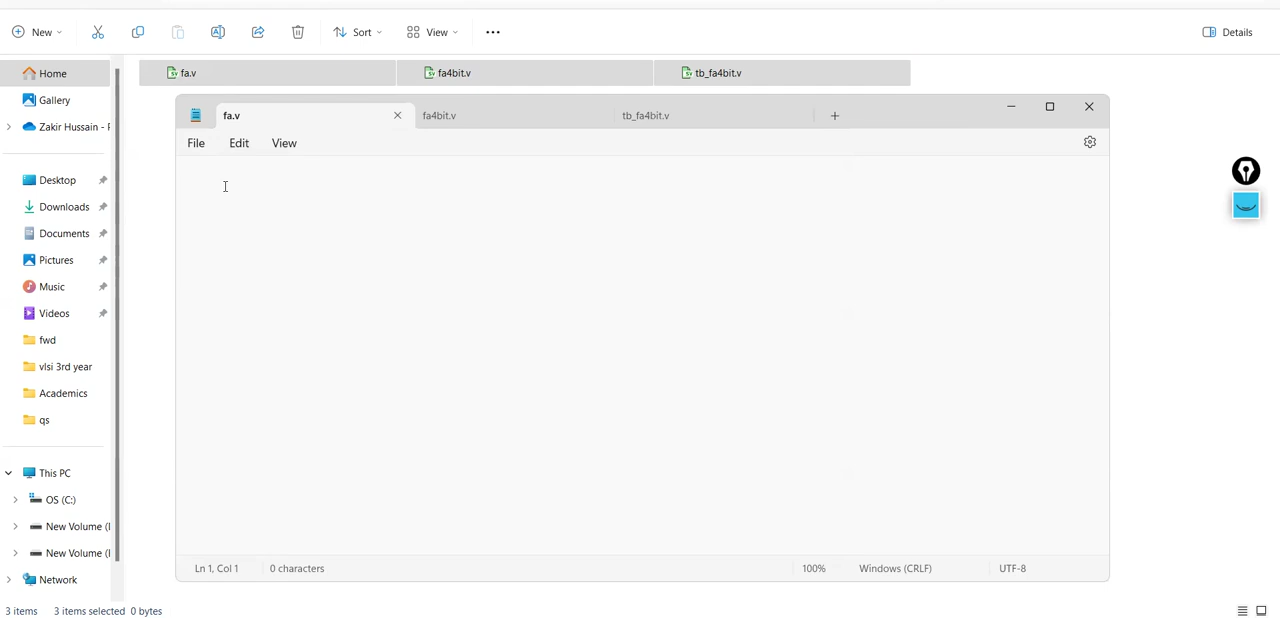 New
Sort
View
Details
Home
Gallery
Zakir Hussain - F
Desktop
Downloads
Documents
Pictures
Music
Videos
fwd
vlsi 3rd year
Academics
qs
This PC
OS (C:)
New Volume (
New Volume (
Network
fa.v
fa4bit.v
tb_fa4bit.v
fa.v
fa4bit.v
tb_fa4bit.v
File
Edit
View
Ln 1, Col 1
0 characters
100%
Windows (CRLF)
UTF-8
3 items
3 items selected
0 bytes